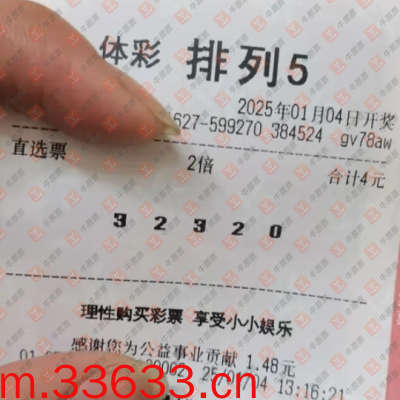 体彩 排列5
2025年01月04日开奖
627-599270 384524 gv78aw
直选票 2倍 合计4元
3 2 3 2 0
理性购买彩票 享受小小娱乐
感谢您为公益事业贡献 1.48元
13:16:21
m.33633.cn